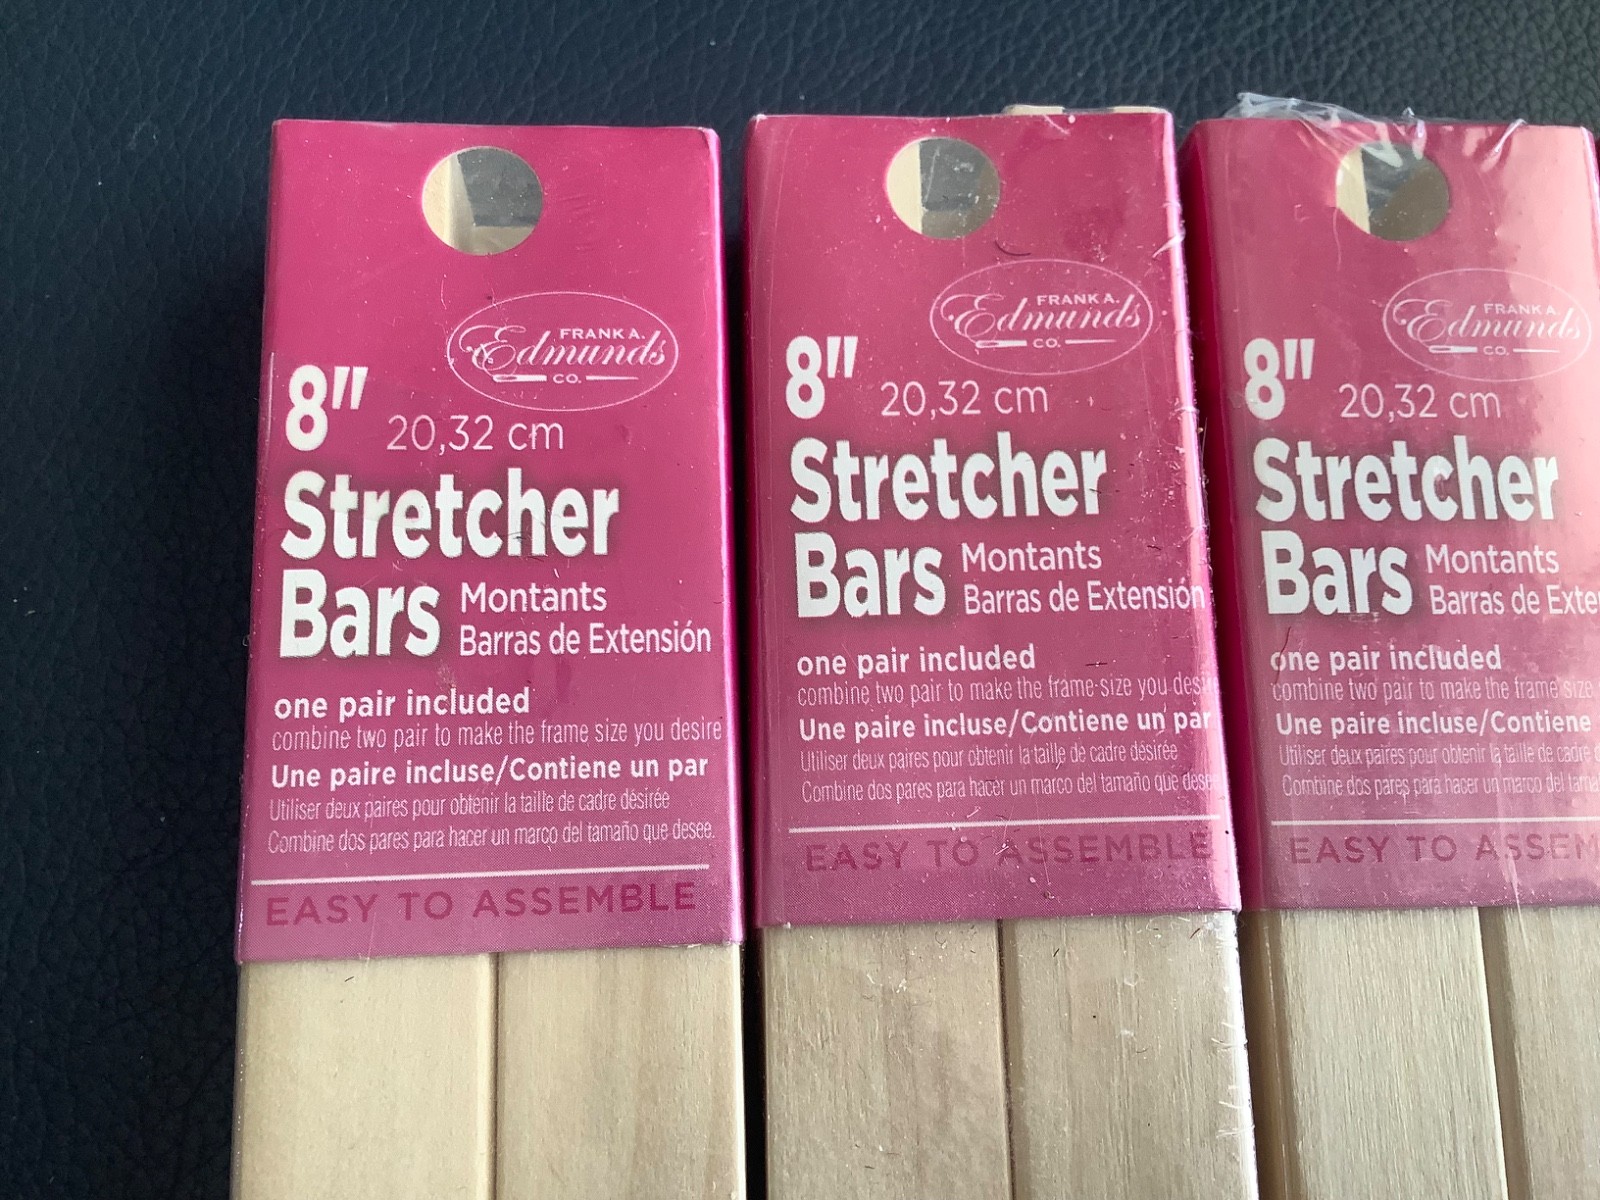 FRANK A.
Edmunds
CO.
8" 20,32 cm
Stretcher
Bars Montants
Barras de Extensión
one pair included
combine two pair to make the frame size you desire
Une paire incluse/Contiene un par
Utiliser deux paires pour obtenir la taille de cadre désirée
Combine dos pares para hacer un marco del tamaño que desee.
EASY TO ASSEMBLE
FRANK A.
Edmunds
CO.
8" 20,32 cm
Stretcher
Bars Montants
Barras de Extensión
one pair included
combine two pair to make the frame size you desire
Une paire incluse/Contiene un par
Utiliser deux paires pour obtenir la taille de cadre désirée
Combine dos pares para hacer un marco del tamaño que desee
EASY TO ASSEMBLE
FRANK A.
Edmunds
CO.
8" 20,32 cm
Stretcher
Bars Montants
Barras de
one pair included
combine two pair to make the frame size
Une paire incluse/Contiene
Utiliser deux paires pour obtenir la taille de cadre
Combine dos pares para hacer un marco del
EASY TO